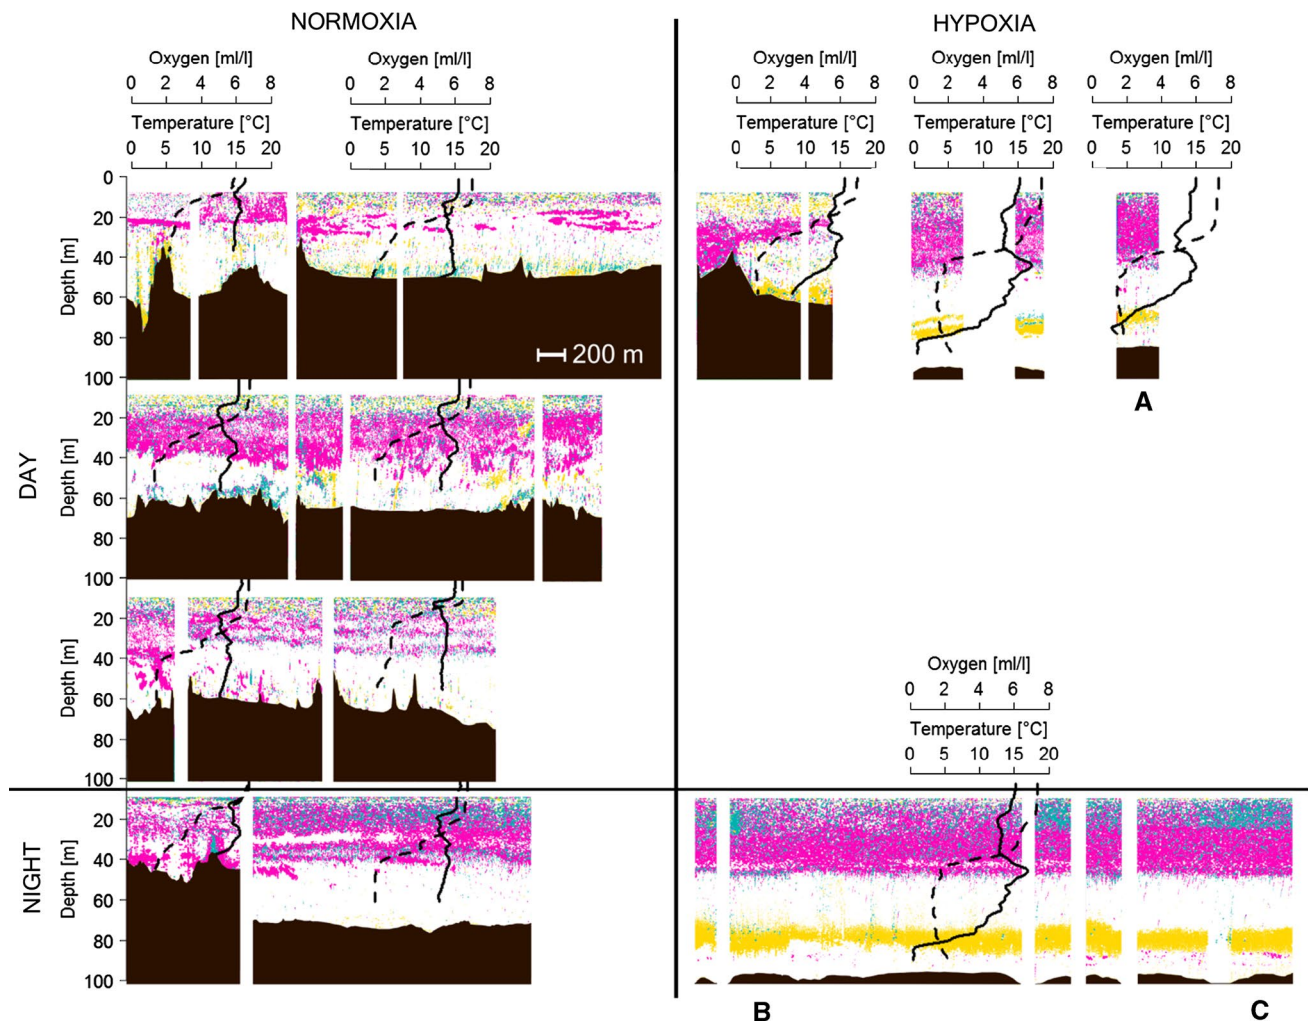 NORMOXIA
HYPOXIA
Oxygen [ml/l]
Oxygen [ml/l]
Oxygen [ml/l]
Oxygen [ml/l]
Oxygen [ml/l]
0 2 4 6 8
0 2 4 6 8
0 2 4 6 8
0 2 4 6 8
0 2 4 6 8
Temperature [°C]
Temperature [°C]
Temperature [°C]
Temperature [°C]
Temperature [°C]
0 5 10 15 20
0 5 10 15 20
0 5 10 15 20
0 5 10 15 20
0 5 10 15 20
0
20
40
60
80
100
Depth [m]
200 m
A
DAY
20
40
60
80
100
Depth [m]
20
40
60
80
100
Depth [m]
Oxygen [ml/l]
0 2 4 6 8
Temperature [°C]
0 5 10 15 20
NIGHT
20
40
60
80
100
Depth [m]
B
C